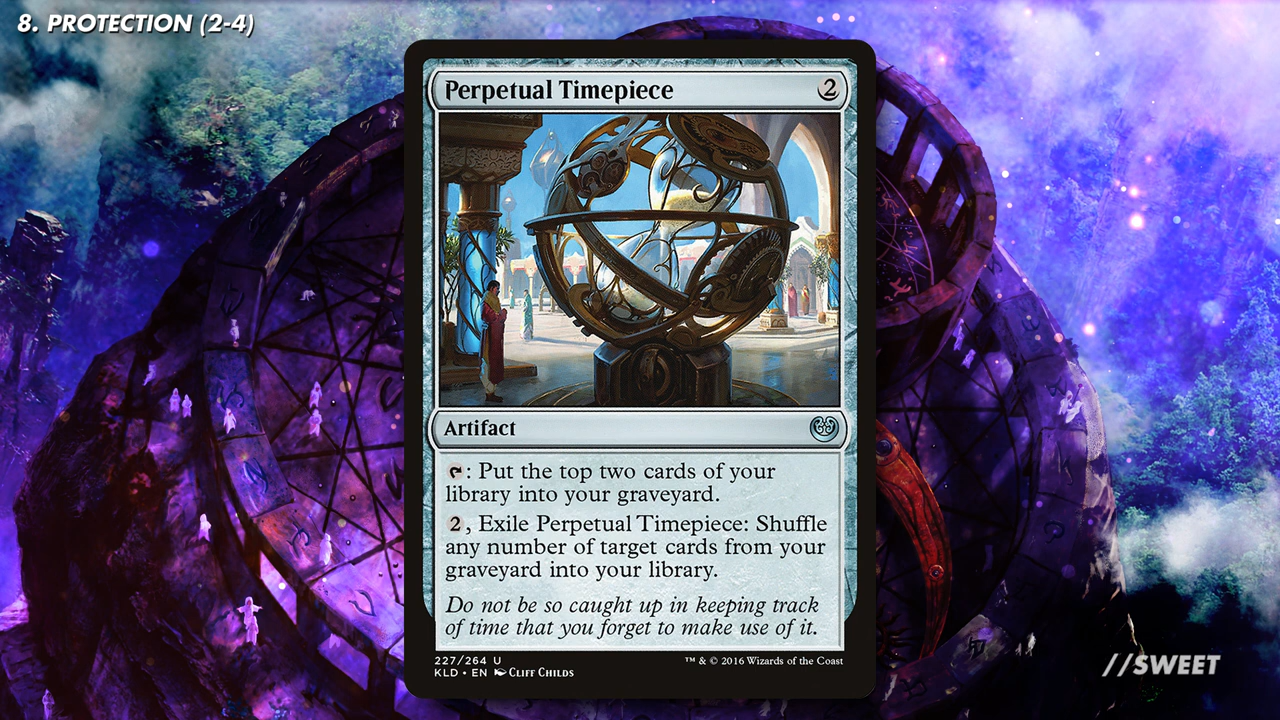 8. PROTECTION (2-4)
Perpetual Timepiece 2
Artifact
: Put the top two cards of your
library into your graveyard.
2, Exile Perpetual Timepiece: Shuffle
any number of target cards from your
graveyard into your library.
Do not be so caught up in keeping track
of time that you forget to make use of it.
227/264 U
KLD • EN Cliff Childs
™ & © 2016 Wizards of the Coast
//SWEET